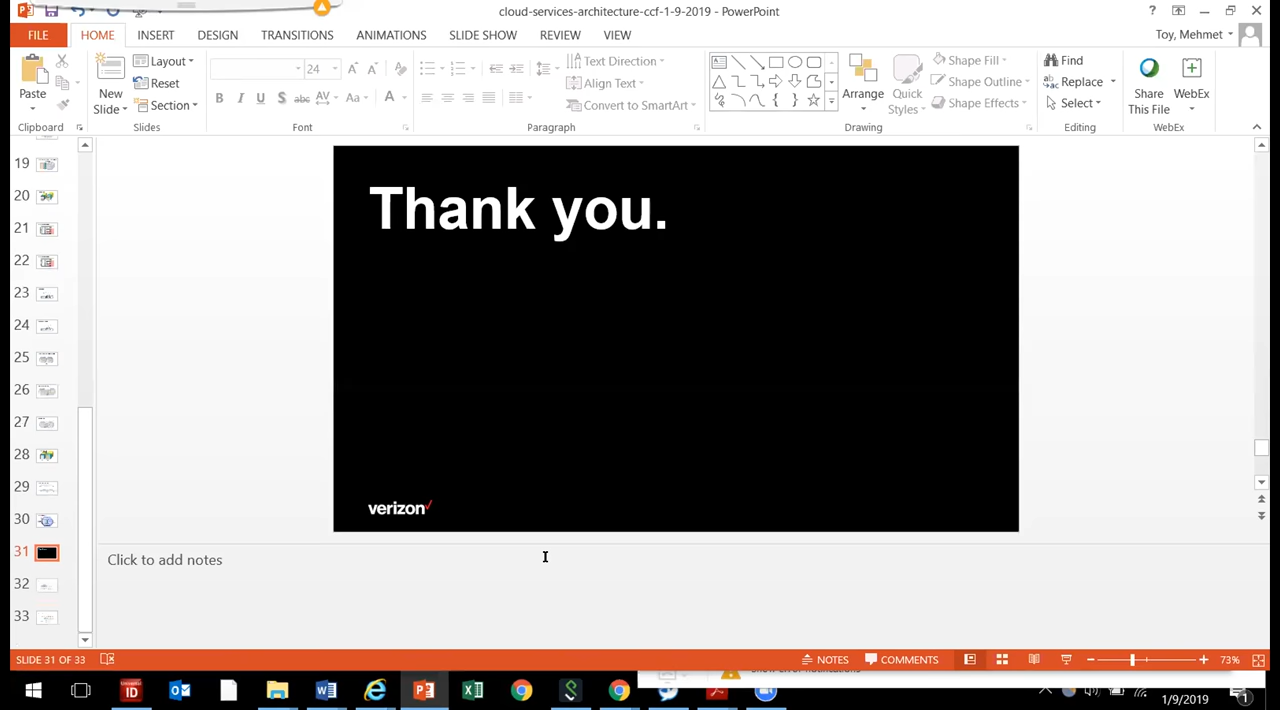 cloud-services-architecture-ccf-1-9-2019 - PowerPoint
FILE
HOME
INSERT
DESIGN
TRANSITIONS
ANIMATIONS
SLIDE SHOW
REVIEW
VIEW
Toy, Mehmet
Paste
Clipboard
New
Slide
Layout
Reset
Section
Slides
24
B I U S abc AV Aa A
Font
Text Direction
Align Text
Convert to SmartArt
Paragraph
Arrange
Quick
Styles
Shape Fill
Shape Outline
Shape Effects
Drawing
Find
Replace
Select
Editing
Share
This File
WebEx
WebEx
19
20
21
22
23
24
25
26
27
28
29
30
31
32
33
Thank you.
verizon
Click to add notes
SLIDE 31 OF 33
NOTES
COMMENTS
73%
1/9/2019
1